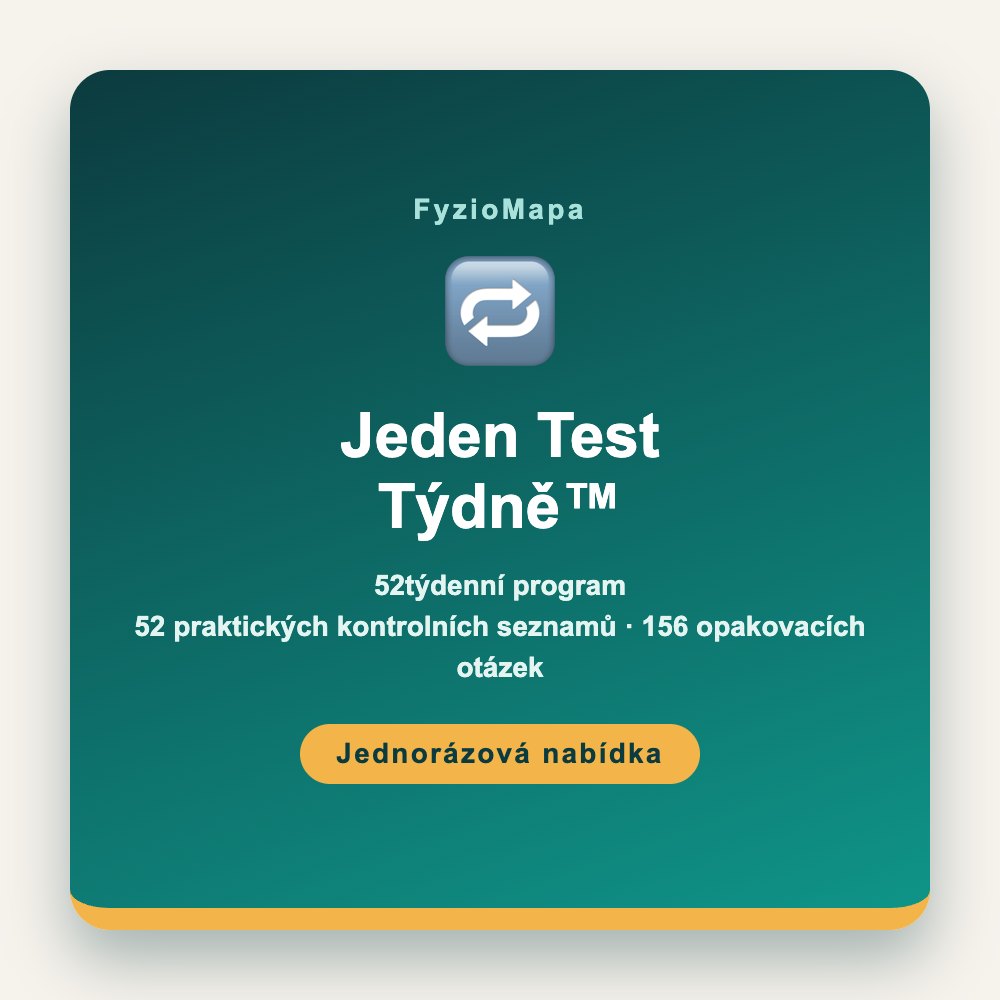 FyzioMapa
Jeden Test
Týdně™
52týdenní program
52 praktických kontrolních seznamů · 156 opakovacích
otázek
Jednorázová nabídka